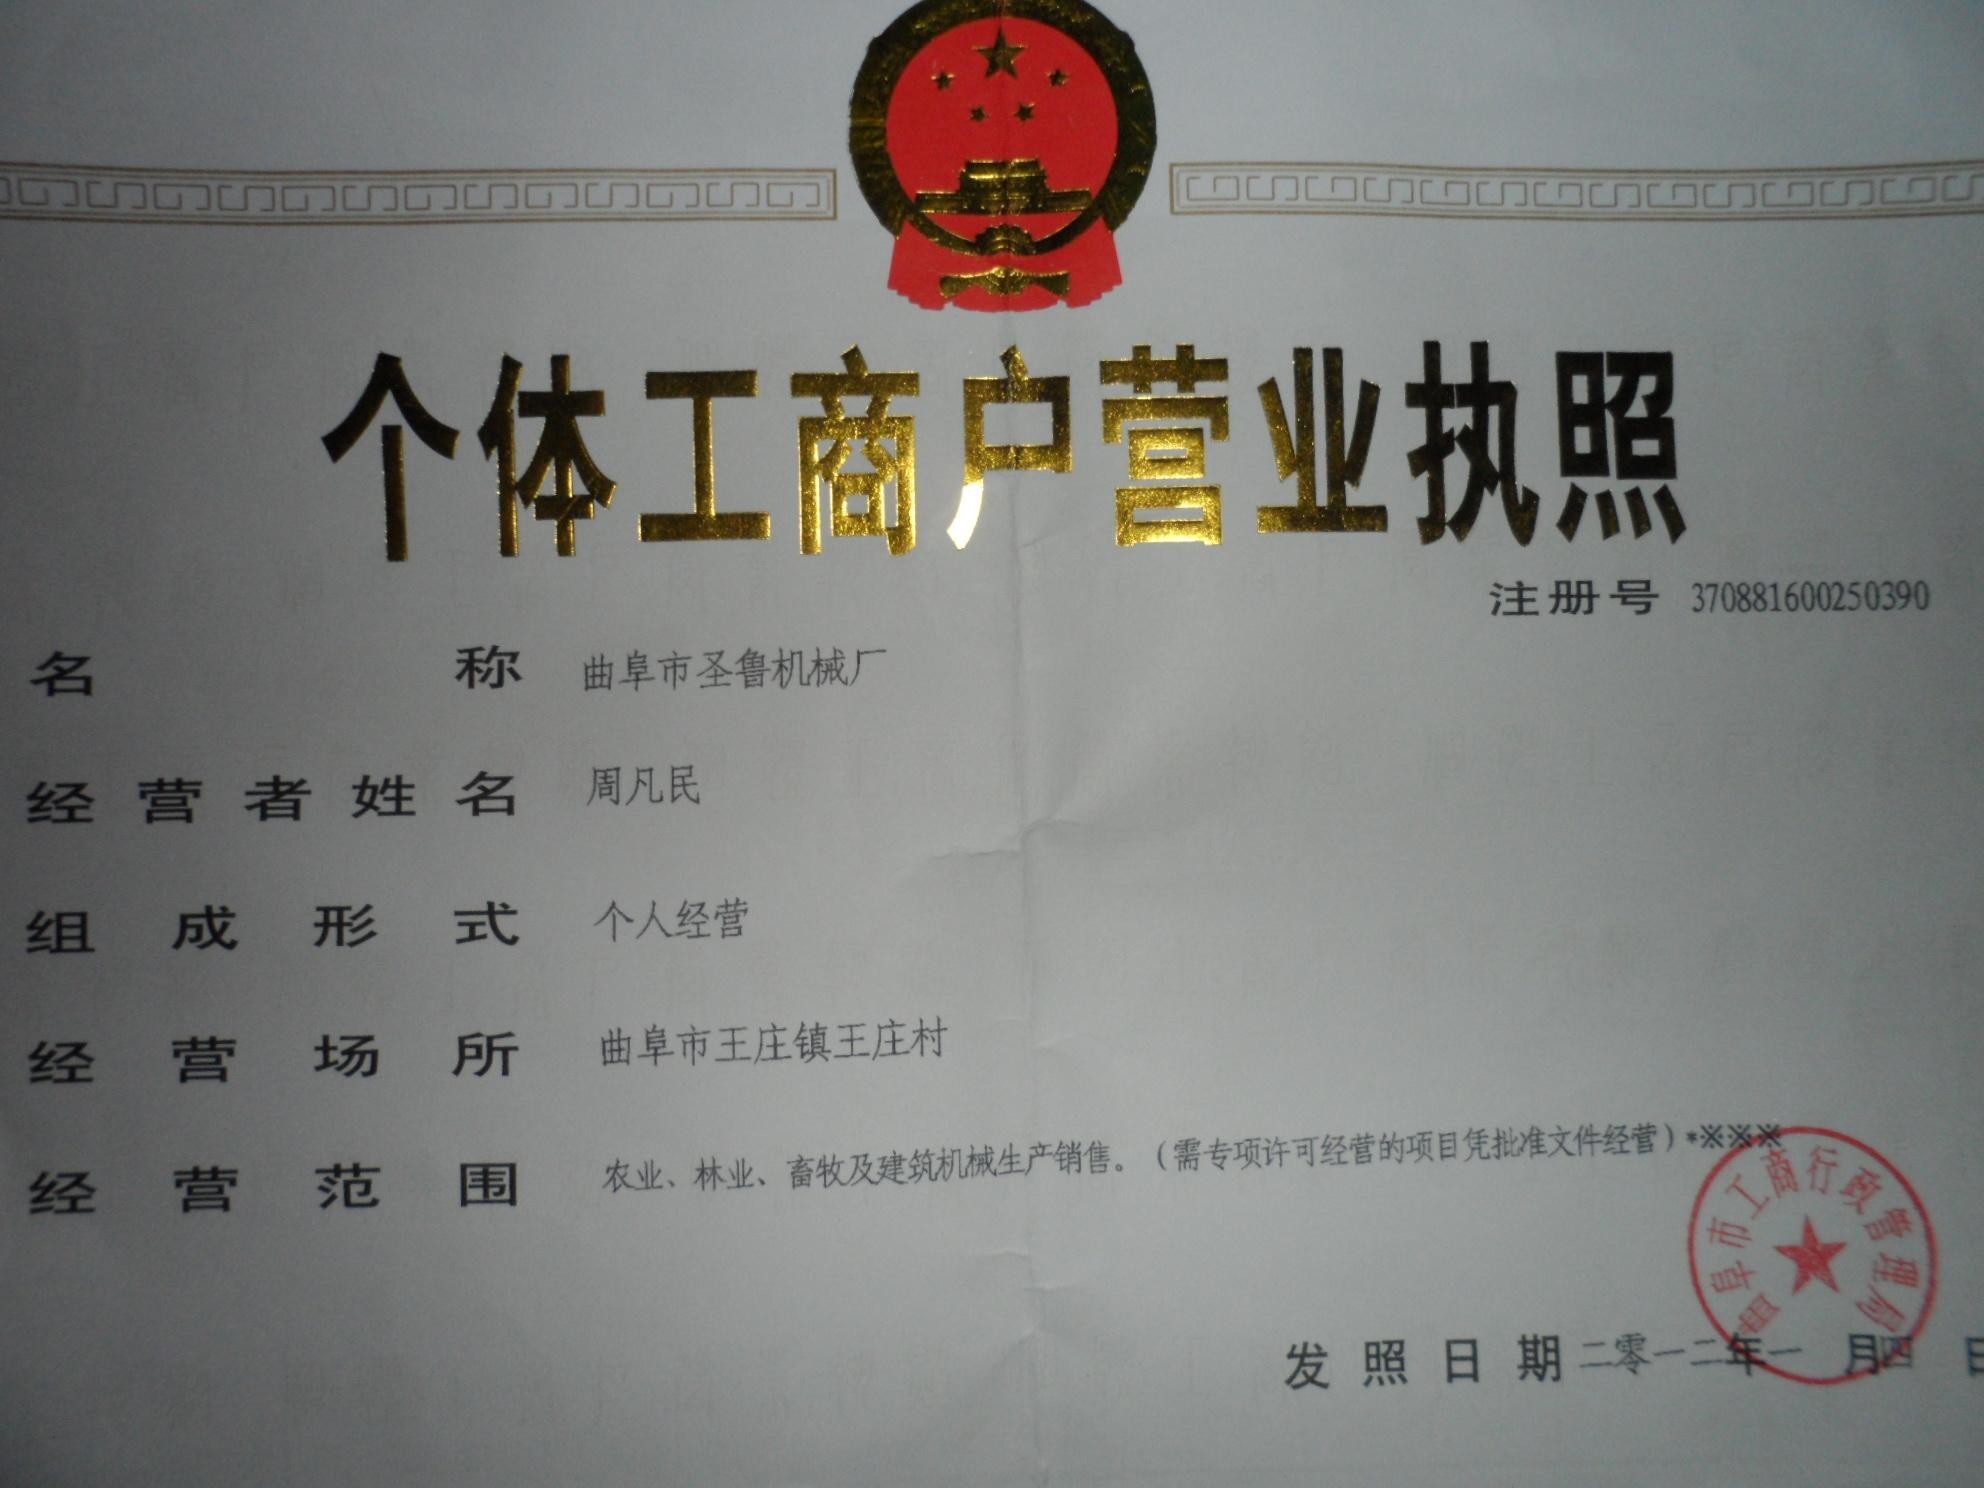 个体工商户营业执照
注册号 370881600250390
名称 曲阜市圣鲁机械厂
经营者姓名 周凡民
组成形式 个人经营
经营场所 曲阜市王庄镇王庄村
经营范围 农业、林业、畜牧及建筑机械生产销售。（需专项许可经营的项目凭批准文件经营）*※※※
曲阜市工商行政管理局
发照日期 二零一二年一月四日